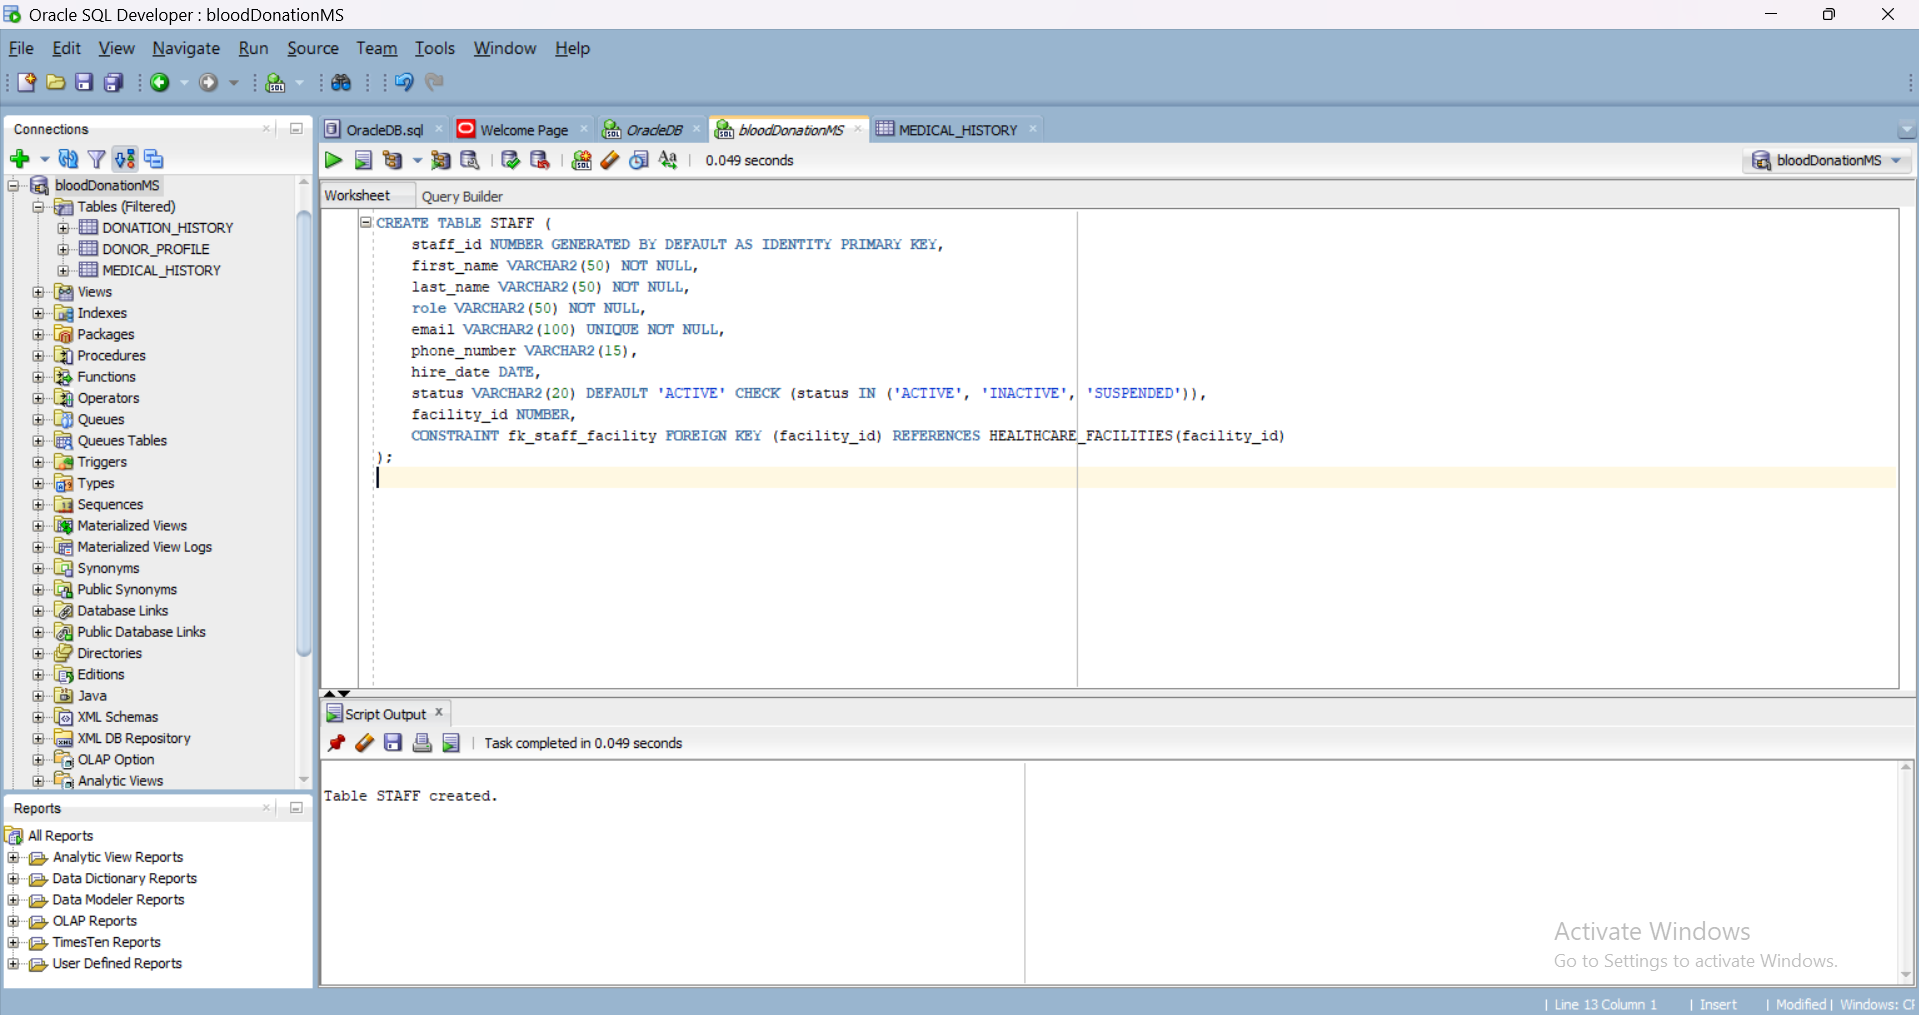 Oracle SQL Developer : bloodDonationMS
File Edit View Navigate Run Source Team Tools Window Help
Connections
bloodDonationMS
Tables (Filtered)
DONATION_HISTORY
DONOR_PROFILE
MEDICAL_HISTORY
Views
Indexes
Packages
Procedures
Functions
Operators
Queues
Queues Tables
Triggers
Types
Sequences
Materialized Views
Materialized View Logs
Synonyms
Public Synonyms
Database Links
Public Database Links
Directories
Editions
Java
XML Schemas
XML DB Repository
OLAP Option
Analytic Views
Reports
All Reports
Analytic View Reports
Data Dictionary Reports
Data Modeler Reports
OLAP Reports
TimesTen Reports
User Defined Reports
OracleDB.sql Welcome Page OracleDB bloodDonationMS MEDICAL_HISTORY
0.049 seconds bloodDonationMS
Worksheet Query Builder
CREATE TABLE STAFF (
staff_id NUMBER GENERATED BY DEFAULT AS IDENTITY PRIMARY KEY,
first_name VARCHAR2(50) NOT NULL,
last_name VARCHAR2(50) NOT NULL,
role VARCHAR2(50) NOT NULL,
email VARCHAR2(100) UNIQUE NOT NULL,
phone_number VARCHAR2(15),
hire_date DATE,
status VARCHAR2(20) DEFAULT 'ACTIVE' CHECK (status IN ('ACTIVE', 'INACTIVE', 'SUSPENDED')),
facility_id NUMBER,
CONSTRAINT fk_staff_facility FOREIGN KEY (facility_id) REFERENCES HEALTHCARE_FACILITIES(facility_id)
);
Script Output
Task completed in 0.049 seconds
Table STAFF created.
Activate Windows
Go to Settings to activate Windows.
Line 13 Column 1 | Insert | Modified | Windows: